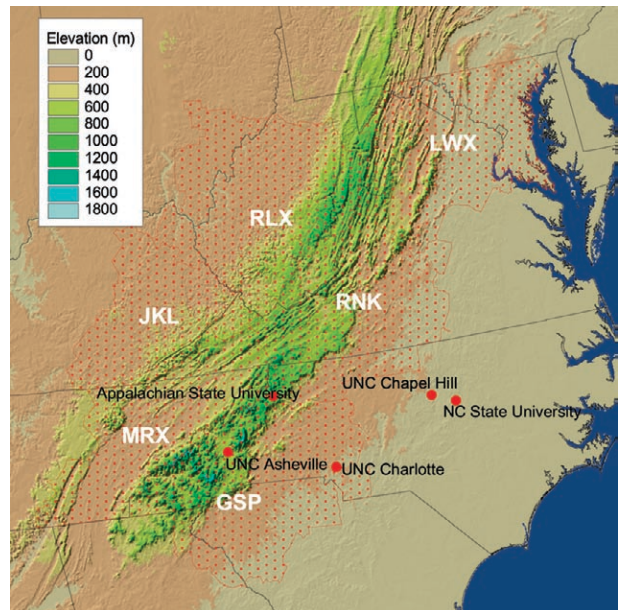 Elevation (m)
0
200
400
600
800
1000
1200
1400
1600
1800
LWX
RLX
RNK
JKL
Appalachian State University
UNC Chapel Hill
NC State University
MRX
UNC Asheville
UNC Charlotte
GSP